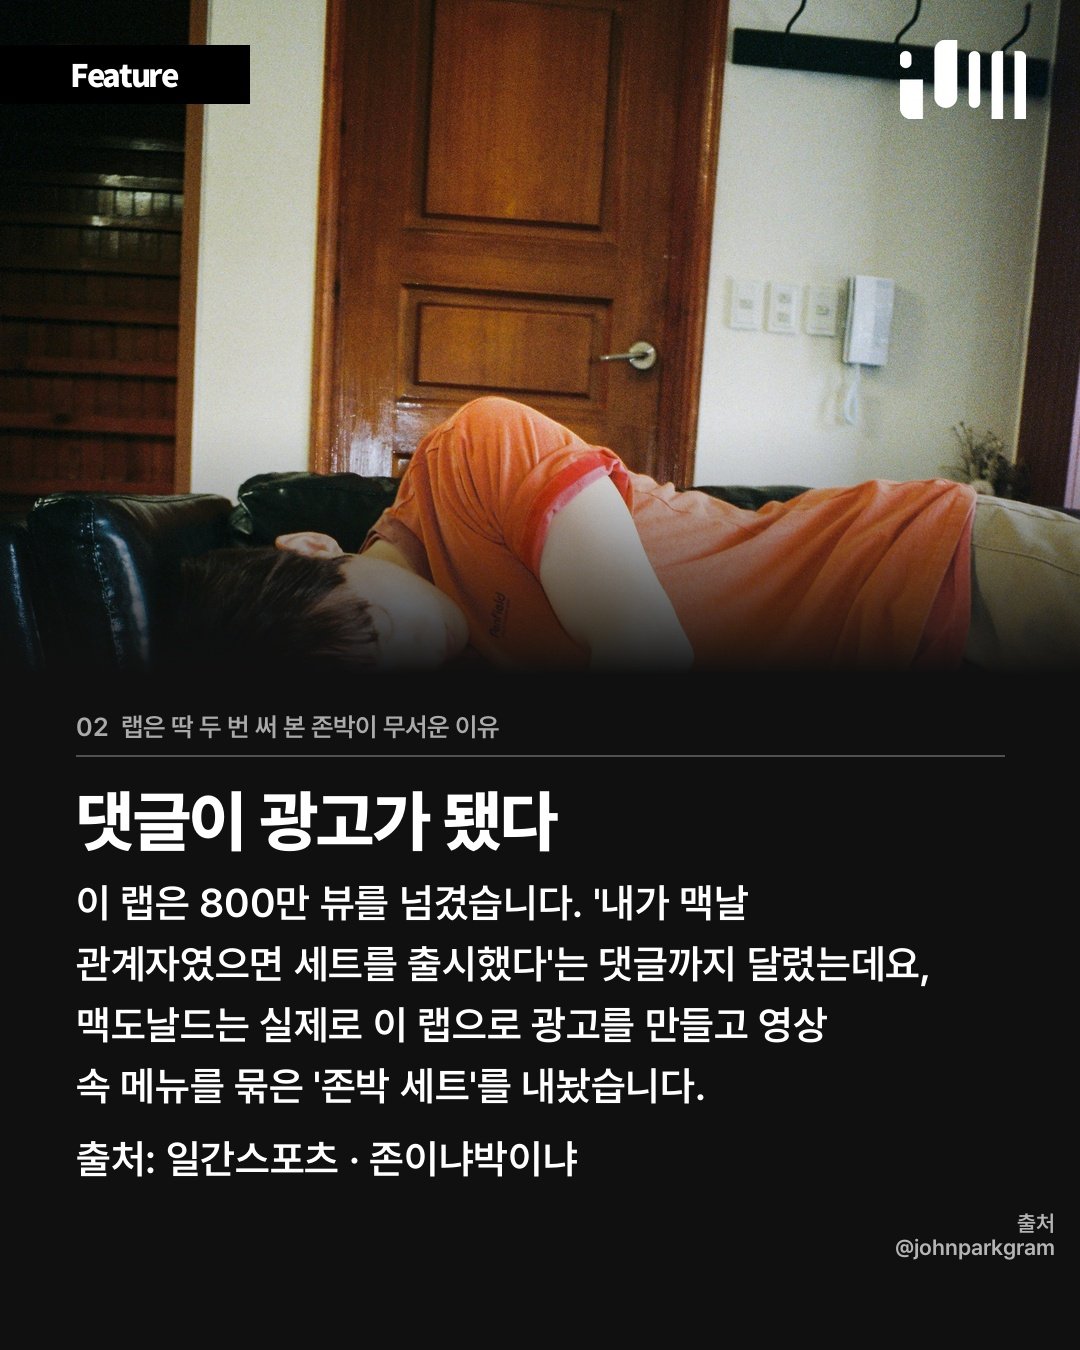 Feature
02 랩은 딱 두 번 써 본 존박이 무서운 이유
댓글이 광고가 됐다
이 랩은 800만 뷰를 넘겼습니다. '내가 맥날
관계자였으면 세트를 출시했다'는 댓글까지 달렸는데요,
맥도날드는 실제로 이 랩으로 광고를 만들고 영상
속 메뉴를 묶은 '존박 세트'를 내놨습니다.
출처: 일간스포츠 · 존이냐박이냐
출처
@johnparkgram